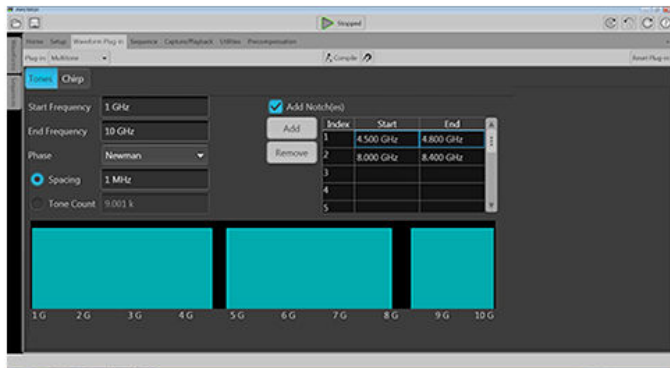 Stopped
Home Setup Waveform Plug-in Sequence Capture/Playback Utilities Precompensation
Plug-in Multitone Compile Reset Plug-in
Tones Chirp
Start Frequency 1 GHz Add Notch(es)
End Frequency 10 GHz Add Index Start End
1 4.500 GHz 4.800 GHz
Phase Newman Remove 2 8.000 GHz 8.400 GHz
Spacing 1 MHz 3
4
Tone Count 9.001 k 5
1 G 2 G 3 G 4 G 5 G 6 G 7 G 8 G 9 G 10 G